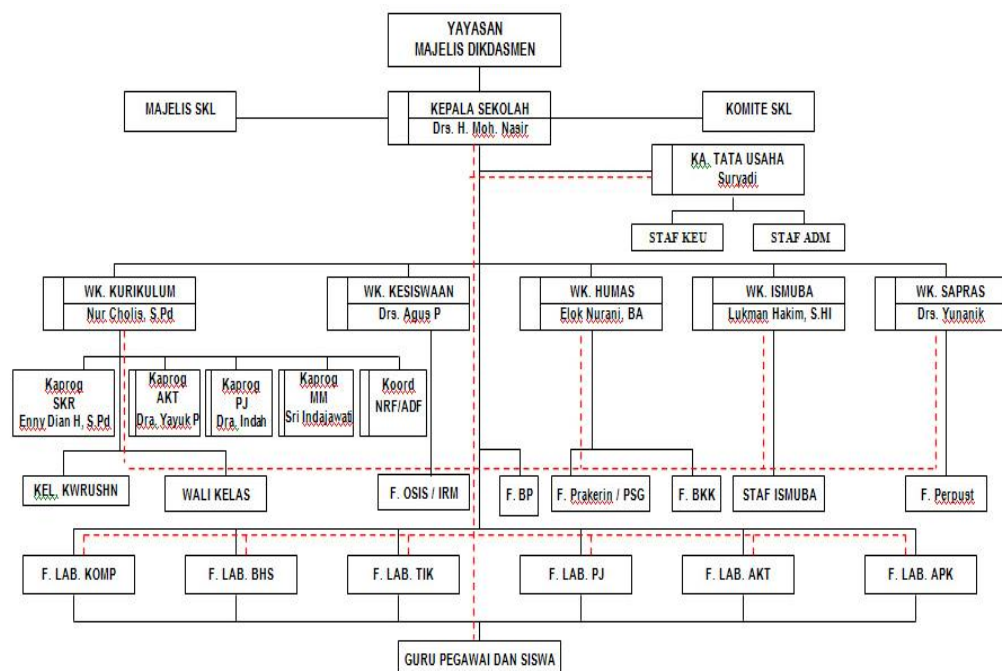 YAYASAN
MAJELIS DIKDASMEN
MAJELIS SKL
KEPALA SEKOLAH
Drs. H. Moh. Nasir
KOMITE SKL
KA. TATA USAHA
Suryadi
STAF KEU
STAF ADM
WK. KURIKULUM
Nur Cholis, S.Pd
WK. KESISWAAN
Drs. Agus P
WK. HUMAS
Elok Nurani, BA
WK. ISMUBA
Lukman Hakim, S.HI
WK. SAPRAS
Drs. Yunanik
Kaprog
SKR
Enny Dian H, S.Pd
Kaprog
AKT
Dra. Yayuk P
Kaprog
PJ
Dra. Indah
Kaprog
MM
Sri Indajawati
Koord
NRF/ADF
KEL. KWRUSHN
WALI KELAS
F. OSIS / IRM
F. BP
F. Prakerin / PSG
F. BKK
STAF ISMUBA
F. Perpust
F. LAB. KOMP
F. LAB. BHS
F. LAB. TIK
F. LAB. PJ
F. LAB. AKT
F. LAB. APK
GURU PEGAWAI DAN SISWA